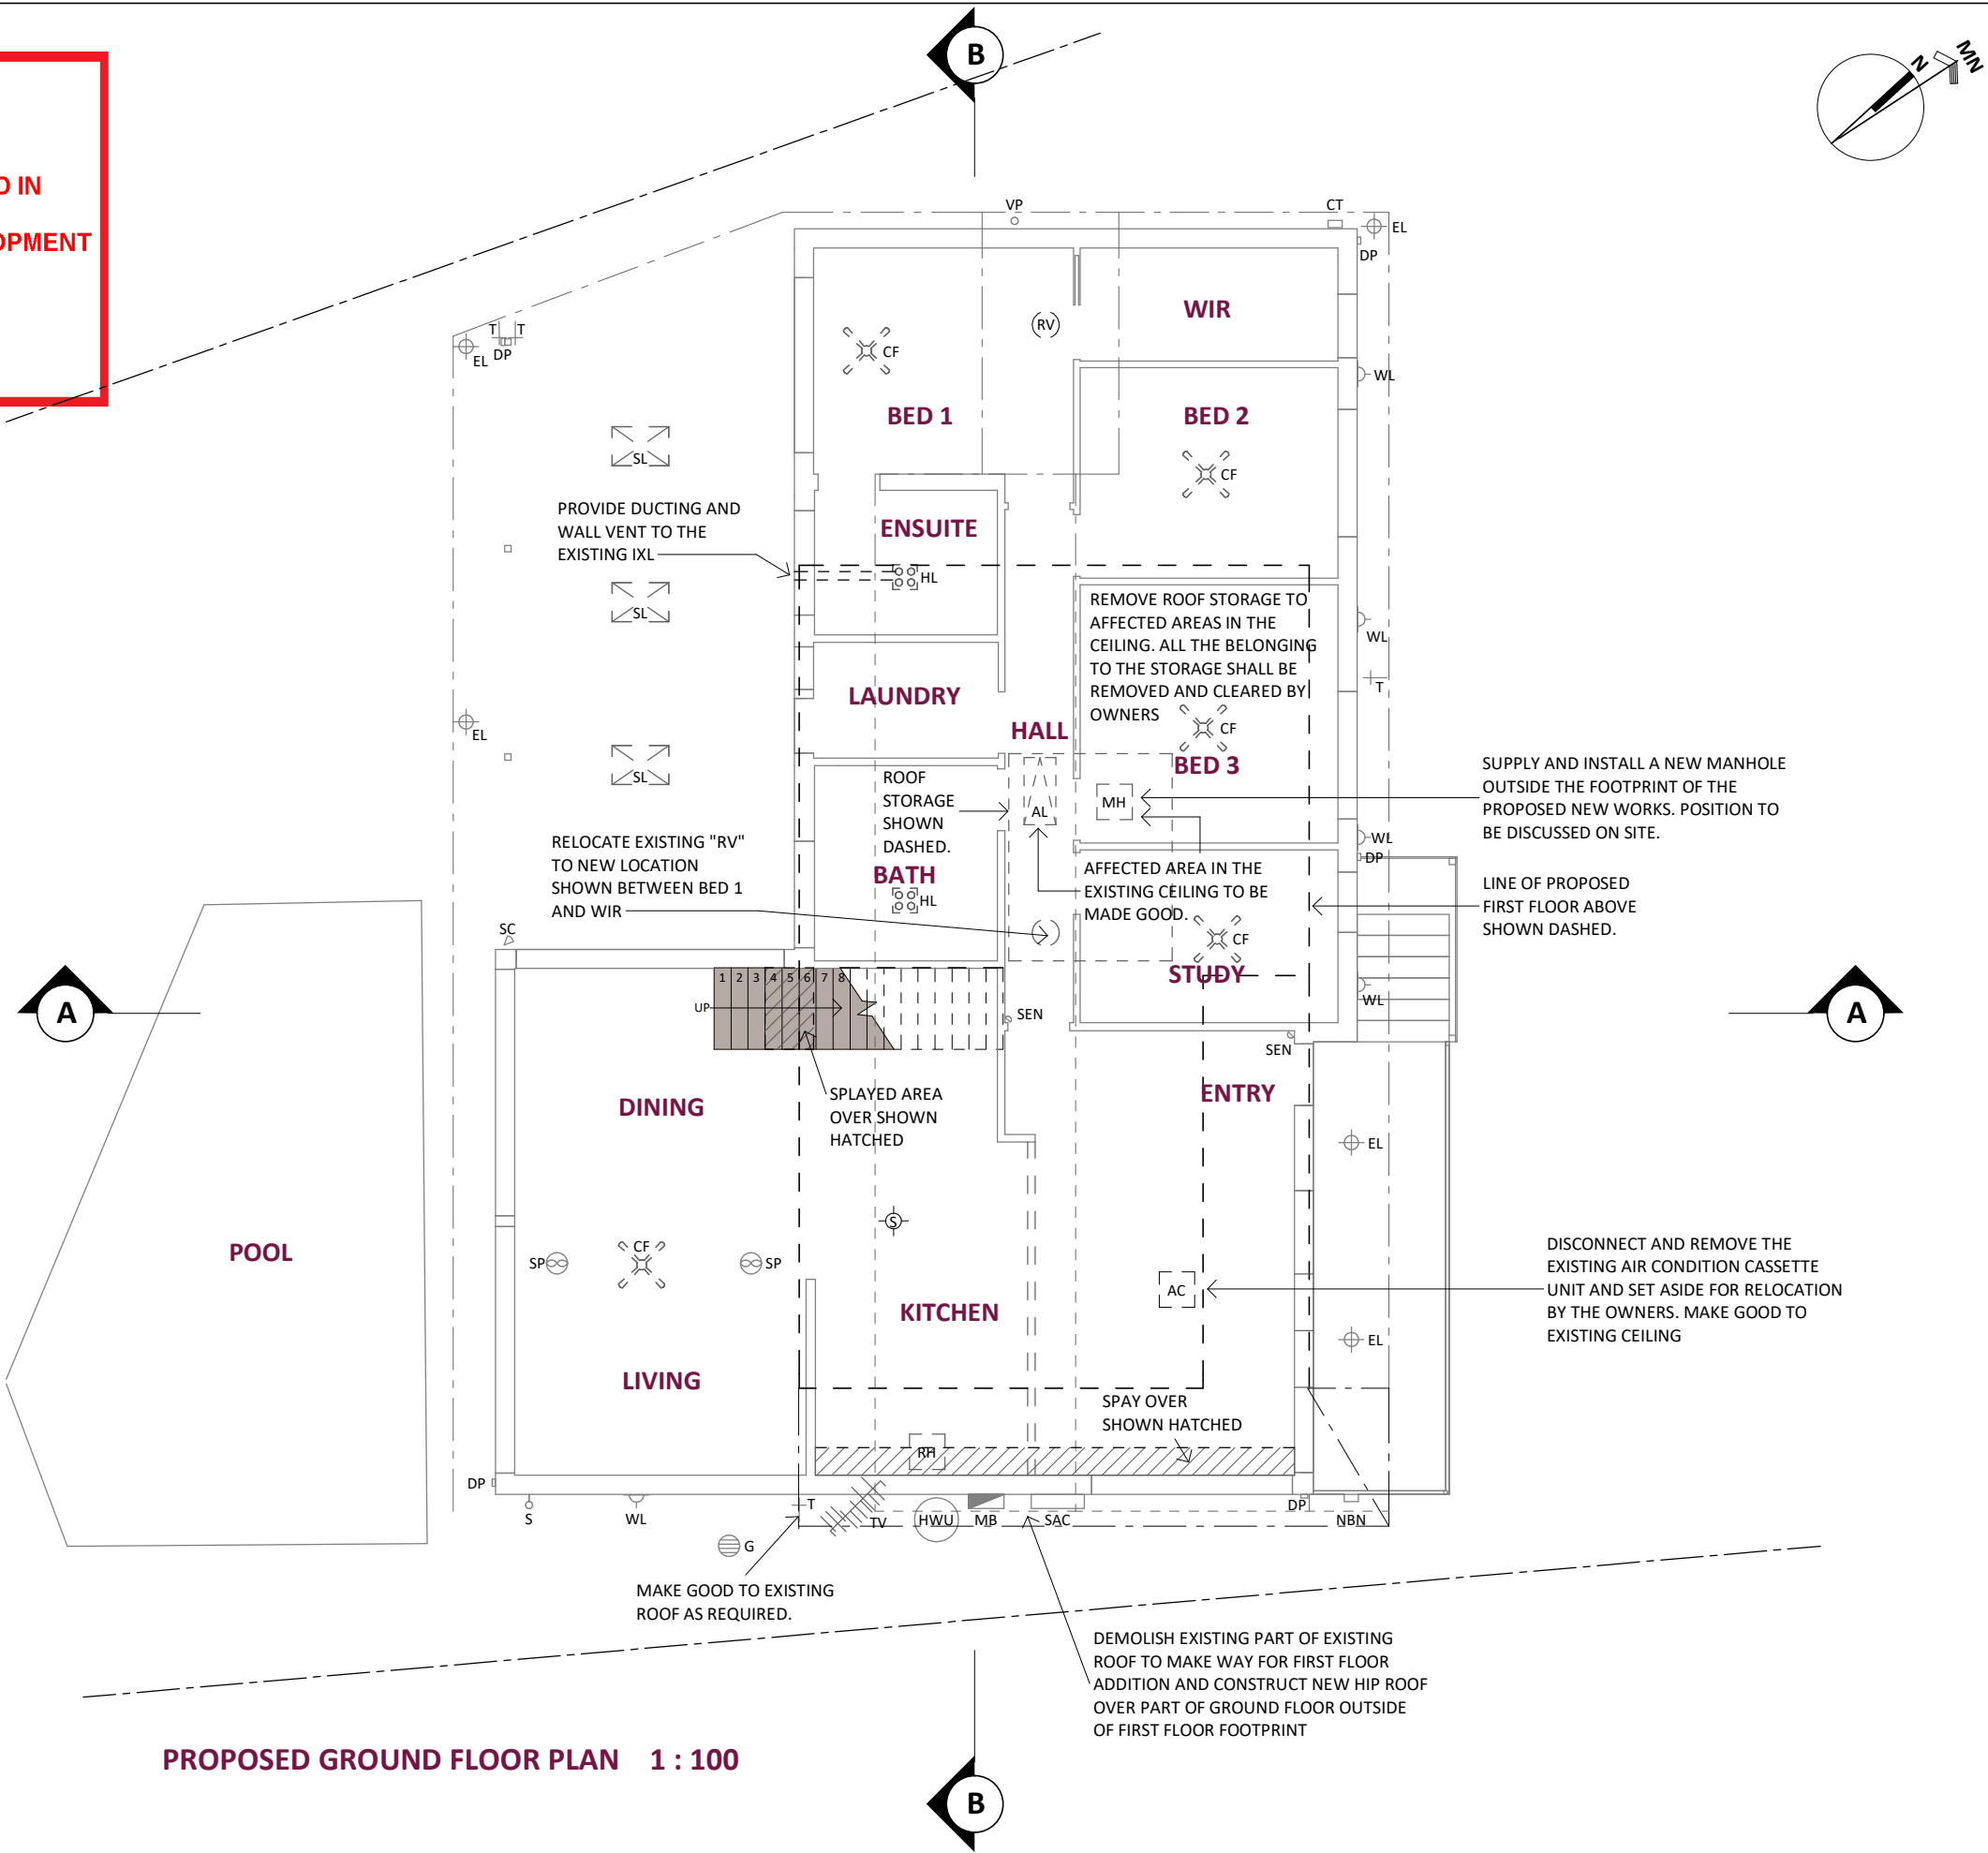 B
N
MN
O IN
OPMENT
VP
CT
EL
DP
WIR
RV
T T
DP
EL
CF
WL
BED 1
BED 2
SL
CF
PROVIDE DUCTING AND
WALL VENT TO THE
EXISTING IXL
ENSUITE
HL
SL
REMOVE ROOF STORAGE TO
AFFECTED AREAS IN THE
CEILING. ALL THE BELONGING
TO THE STORAGE SHALL BE
REMOVED AND CLEARED BY
OWNERS
WL
T
LAUNDRY
HALL
EL
CF
BED 3
SL
ROOF
STORAGE
SHOWN
DASHED.
AL
MH
SUPPLY AND INSTALL A NEW MANHOLE
OUTSIDE THE FOOTPRINT OF THE
PROPOSED NEW WORKS. POSITION TO
BE DISCUSSED ON SITE.
RELOCATE EXISTING "RV"
TO NEW LOCATION
SHOWN BETWEEN BED 1
AND WIR
WL
DP
BATH
HL
AFFECTED AREA IN THE
EXISTING CEILING TO BE
MADE GOOD.
LINE OF PROPOSED
FIRST FLOOR ABOVE
SHOWN DASHED.
SC
CF
STUDY
1 2 3 4 5 6 7 8
UP
SEN
WL
A
A
SEN
SPLAYED AREA
OVER SHOWN
HATCHED
DINING
ENTRY
EL
S
POOL
SP
CF
SP
KITCHEN
AC
DISCONNECT AND REMOVE THE
EXISTING AIR CONDITION CASSETTE
UNIT AND SET ASIDE FOR RELOCATION
BY THE OWNERS. MAKE GOOD TO
EXISTING CEILING
EL
LIVING
SPAY OVER
SHOWN HATCHED
RH
DP
S
WL
T
TV
HWU
MB
SAC
DP
NBN
G
MAKE GOOD TO EXISTING
ROOF AS REQUIRED.
DEMOLISH EXISTING PART OF EXISTING
ROOF TO MAKE WAY FOR FIRST FLOOR
ADDITION AND CONSTRUCT NEW HIP ROOF
OVER PART OF GROUND FLOOR OUTSIDE
OF FIRST FLOOR FOOTPRINT
PROPOSED GROUND FLOOR PLAN 1 : 100
B